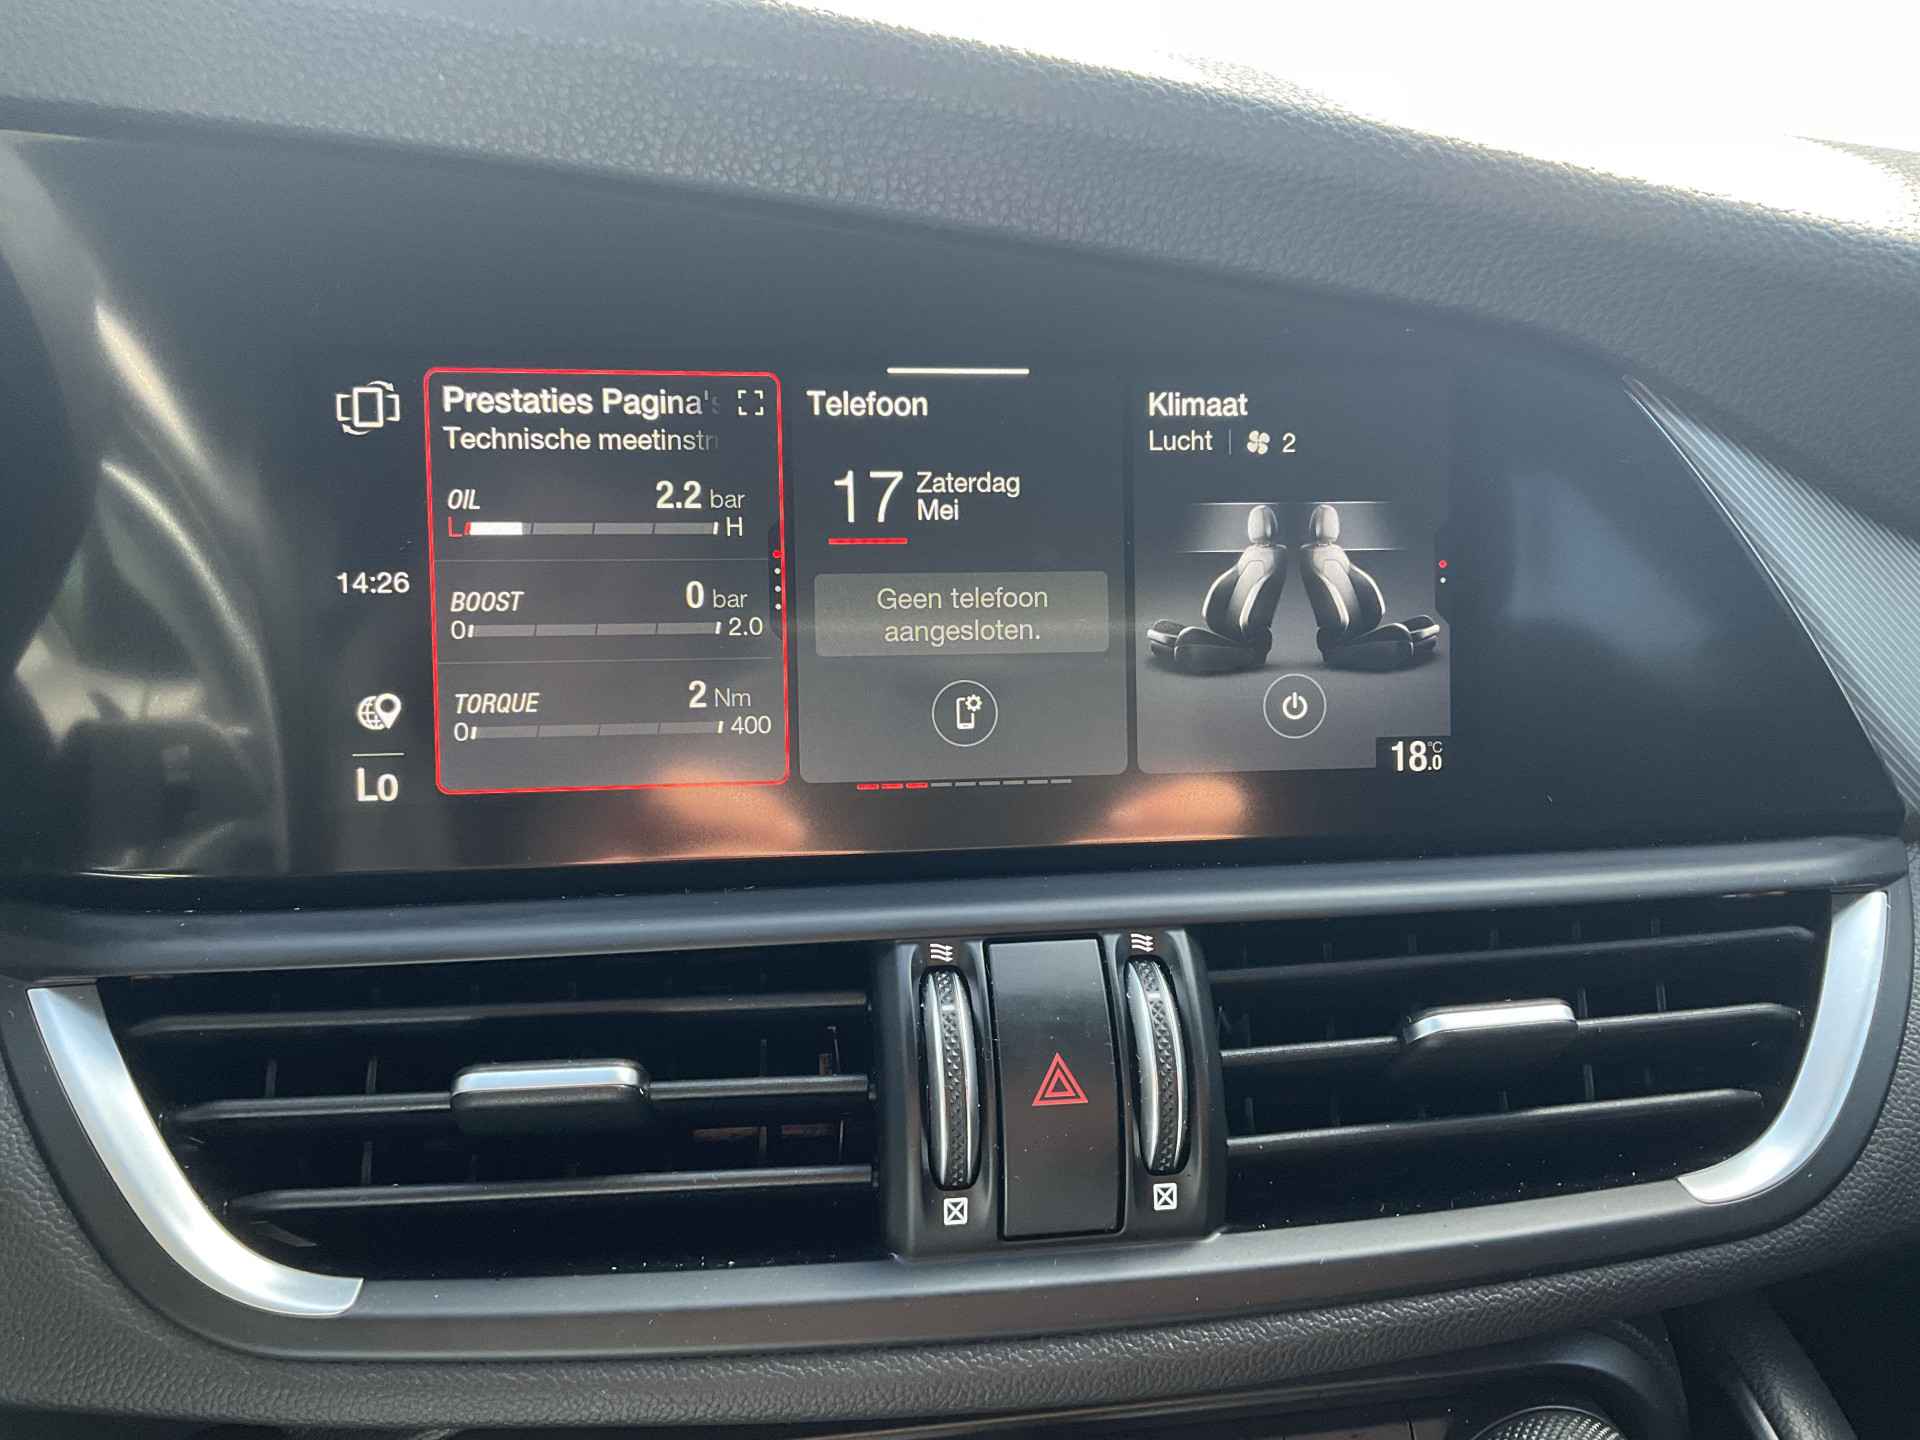 Prestaties Pagina's
Technische meetinstr
OIL 2.2 bar
L H
BOOST 0 bar
0 2.0
TORQUE 2 Nm
0 400
14:26
Lo
Telefoon
17 Zaterdag
Mei
Geen telefoon
aangesloten.
Klimaat
Lucht | 2
18.0 °C